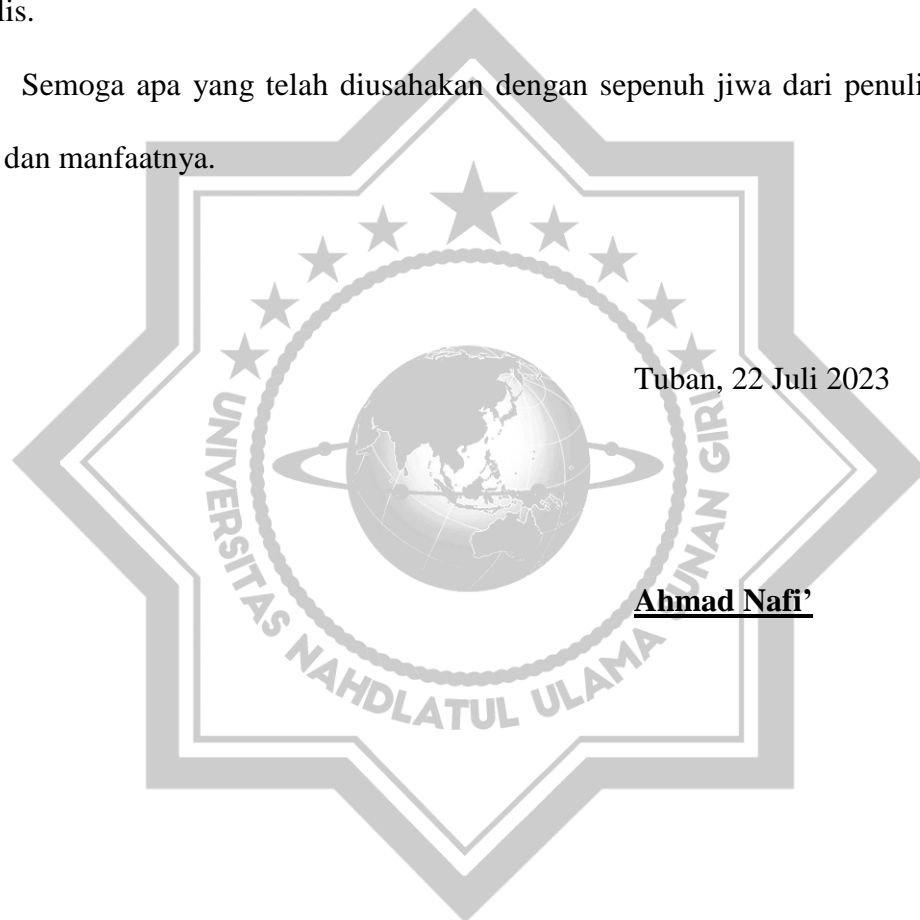 lis.
Semoga apa yang telah diusahakan dengan sepenuh jiwa dari penuli
dan manfaatnya.
Tuban, 22 Juli 2023
Ahmad Nafi’
UNIVERSITAS NAHDLATUL ULAMA SUNAN GIRI